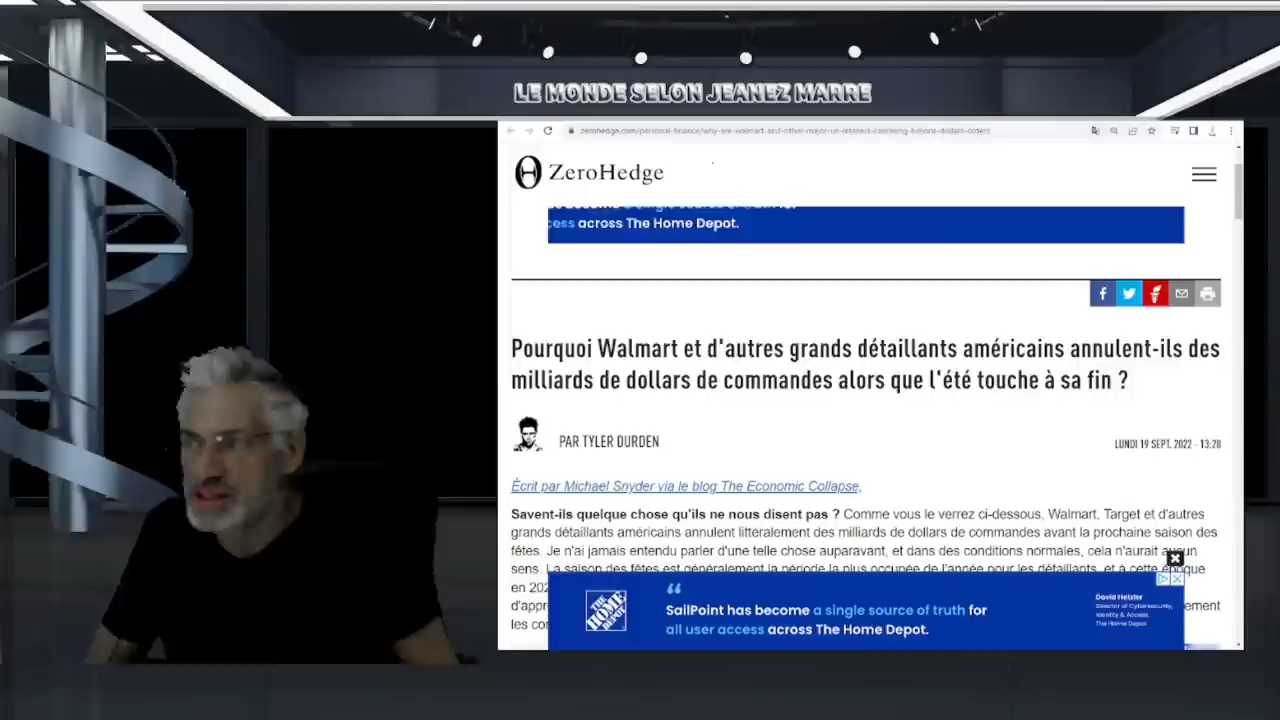 LE MONDE SELON JEANEZ MARRE
zerohedge.com/personal-finance/why-are-walmart-and-other-major-us-retailers-canceling-billions-dollars-orders
ZeroHedge
cess across The Home Depot.
Pourquoi Walmart et d'autres grands détaillants américains annulent-ils des
milliards de dollars de commandes alors que l'été touche à sa fin ?
PAR TYLER DURDEN
LUNDI 19 SEPT. 2022 - 13:28
Écrit par Michael Snyder via le blog The Economic Collapse,
Savent-ils quelque chose qu'ils ne nous disent pas ? Comme vous le verrez ci-dessous, Walmart, Target et d'autres
grands détaillants américains annulent littéralement des milliards de dollars de commandes avant la prochaine saison des
fêtes. Je n'ai jamais entendu parler d'une telle chose auparavant, et dans des conditions normales, cela n'aurait aucun
sens. La saison des fêtes est généralement la période la plus occupée de l'année pour les détaillants, et à cette époque
en 202
d'appr
ement
les co
THE HOME DEPOT
“
SailPoint has become a single source of truth for
all user access across The Home Depot.
David Hetzler
Director of Cybersecurity,
Identity & Access,
The Home Depot